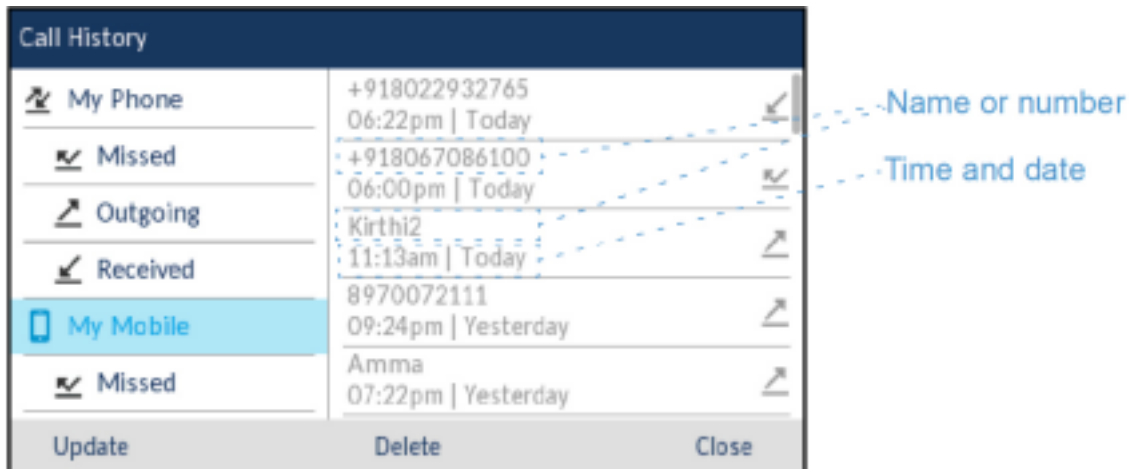 Call History
My Phone
Missed
Outgoing
Received
My Mobile
Missed
+918022932765
06:22pm | Today
+918067086100
06:00pm | Today
Kirthi2
11:13am | Today
8970072111
09:24pm | Yesterday
Amma
07:22pm | Yesterday
Update
Delete
Close
Name or number
Time and date